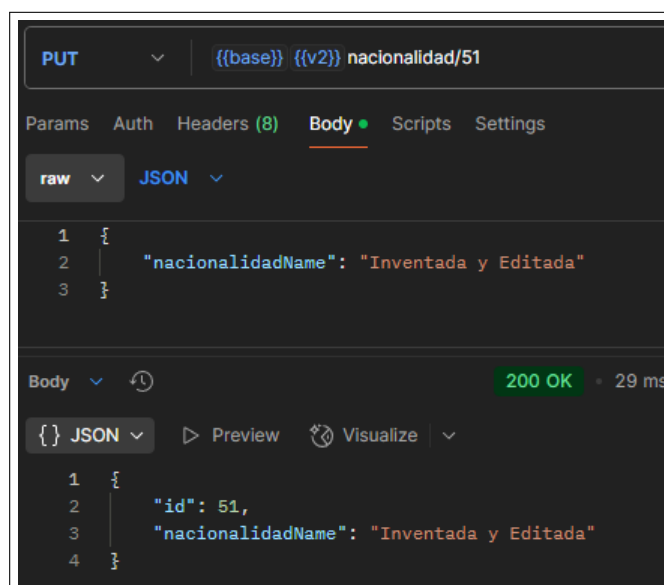 PUT {{base}} {{v2}} nacionalidad/51
Params Auth Headers (8) Body Scripts Settings
raw JSON
1 {
2 "nacionalidadName": "Inventada y Editada"
3 }
Body 200 OK • 29 ms
{} JSON Preview Visualize
1 {
2 "id": 51,
3 "nacionalidadName": "Inventada y Editada"
4 }